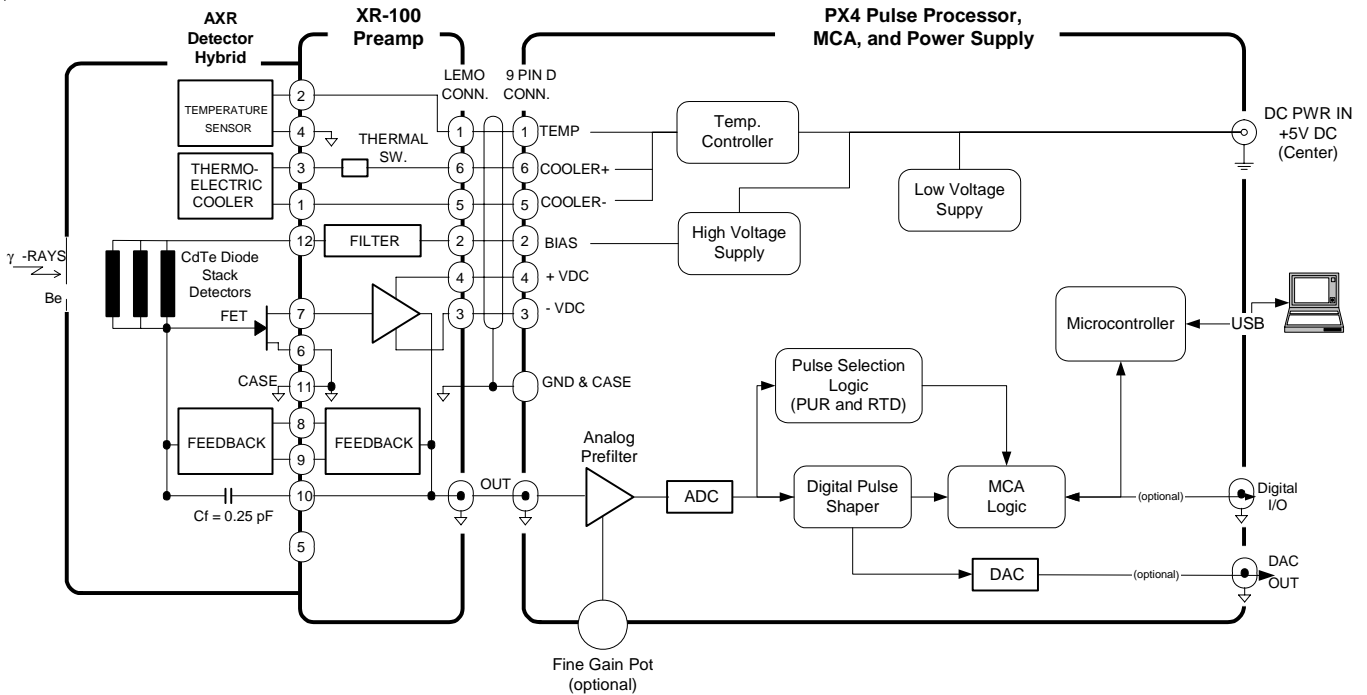 AXR
Detector
Hybrid
XR-100
Preamp
PX4 Pulse Processor,
MCA, and Power Supply
LEMO
CONN.
9 PIN D
CONN.
TEMPERATURE
SENSOR
2
4
THERMO-
ELECTRIC
COOLER
3
1
THERMAL
SW.
1
6
5
1
6
5
TEMP
COOLER+
COOLER-
Temp.
Controller
DC PWR IN
+5V DC
(Center)
Low Voltage
Suppy
High Voltage
Supply
12
FILTER
2
2
BIAS
γ -RAYS
Be
CdTe Diode
Stack
Detectors
4
4
+ VDC
3
3
- VDC
FET
7
6
CASE
11
GND & CASE
Microcontroller
USB
Pulse Selection
Logic
(PUR and RTD)
8
9
FEEDBACK
FEEDBACK
Analog
Prefilter
10
Cf = 0.25 pF
OUT
ADC
Digital Pulse
Shaper
MCA
Logic
(optional)
Digital
I/O
5
DAC
(optional)
DAC
OUT
Fine Gain Pot
(optional)